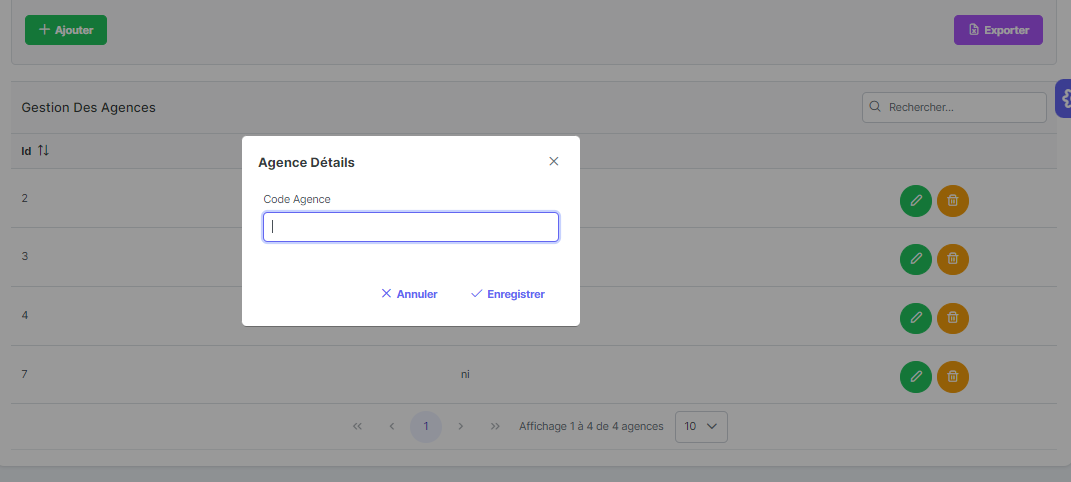 Ajouter
Exporter
Gestion Des Agences
Rechercher...
Id
Agence Détails
Code Agence
Annuler
Enregistrer
2
3
4
7
ni
1
Affichage 1 à 4 de 4 agences
10